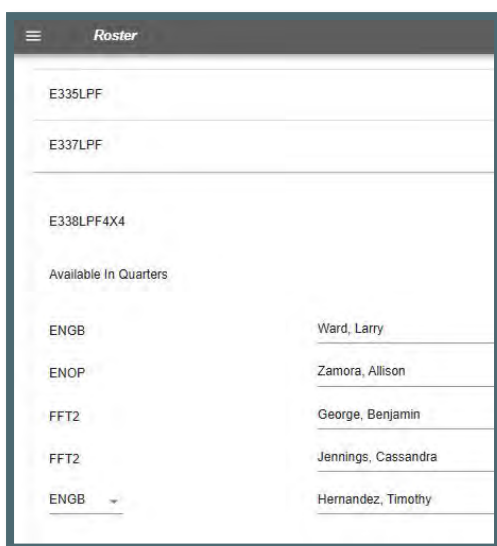 Roster
E335LPF
E337LPF
E338LPF4X4
Available In Quarters
ENGB Ward, Larry
ENOP Zamora, Allison
FFT2 George, Benjamin
FFT2 Jennings, Cassandra
ENGB Hernandez, Timothy